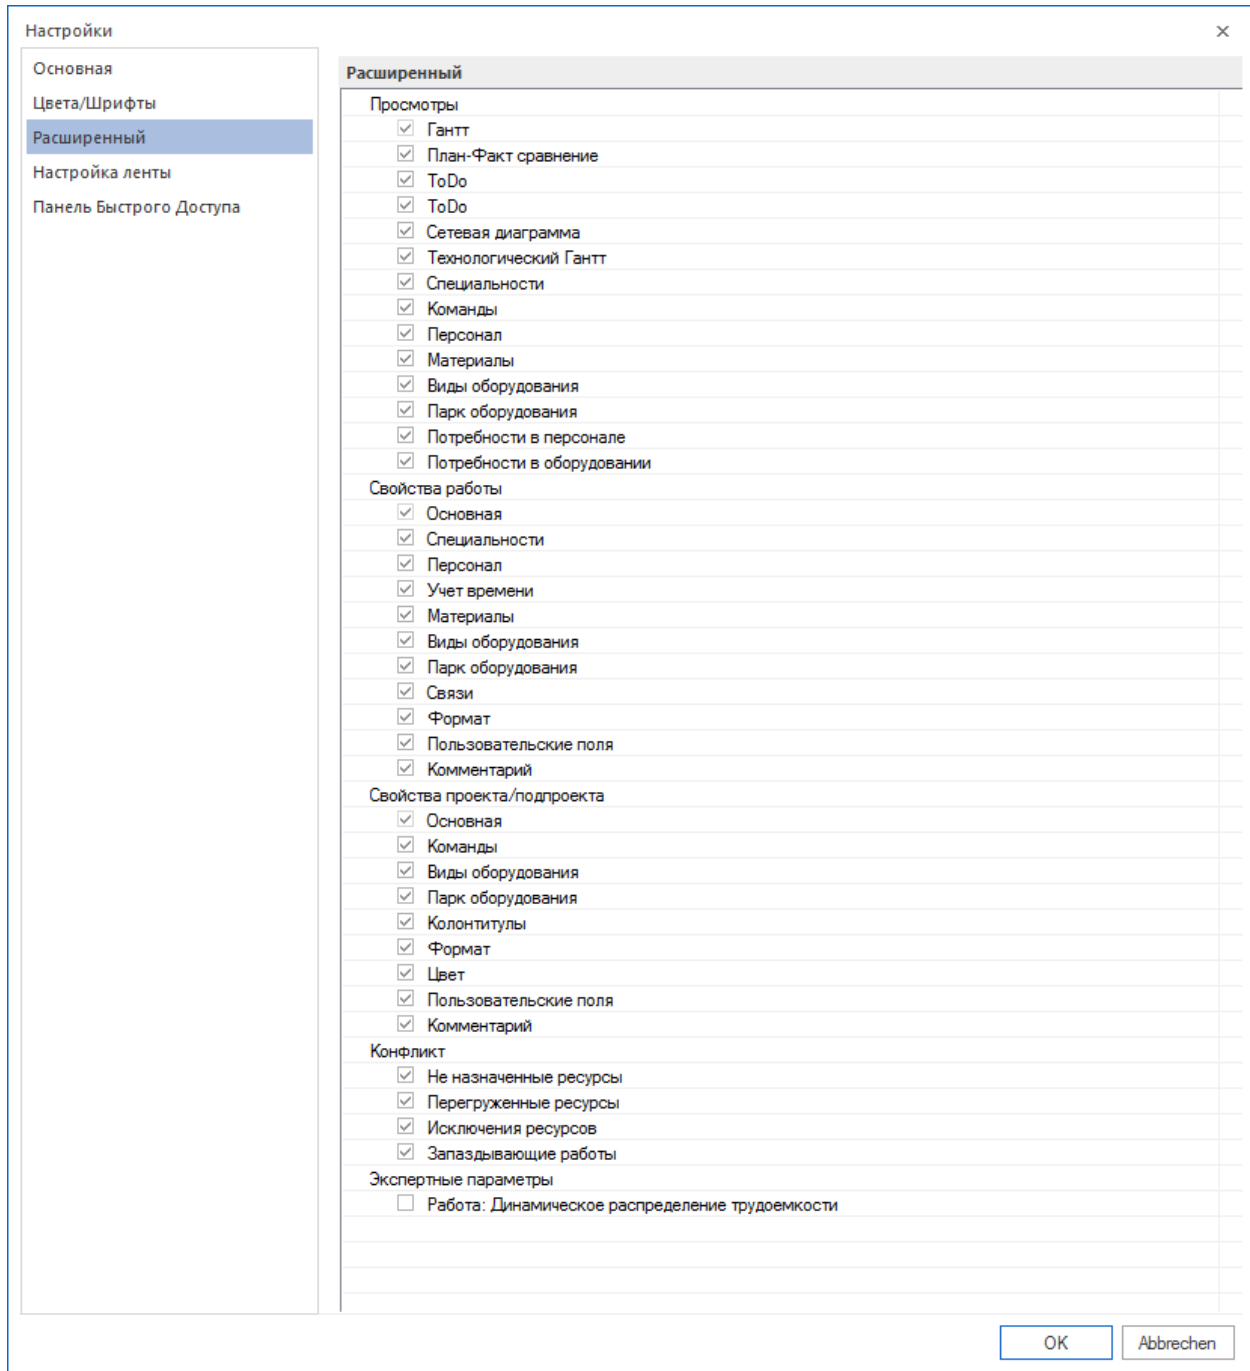 Настройки
Основная
Цвета/Шрифты
Расширенный
Настройка ленты
Панель Быстрого Доступа
Расширенный
Просмотры
Гантт
План-Факт сравнение
ToDo
ToDo
Сетевая диаграмма
Технологический Гантт
Специальности
Команды
Персонал
Материалы
Виды оборудования
Парк оборудования
Потребности в персонале
Потребности в оборудовании
Свойства работы
Основная
Специальности
Персонал
Учет времени
Материалы
Виды оборудования
Парк оборудования
Связи
Формат
Пользовательские поля
Комментарий
Свойства проекта/подпроекта
Основная
Команды
Виды оборудования
Парк оборудования
Колонтитулы
Формат
Цвет
Пользовательские поля
Комментарий
Конфликт
Не назначенные ресурсы
Перегруженные ресурсы
Исключения ресурсов
Запаздывающие работы
Экспертные параметры
Работа: Динамическое распределение трудоемкости
OK
Abbrechen